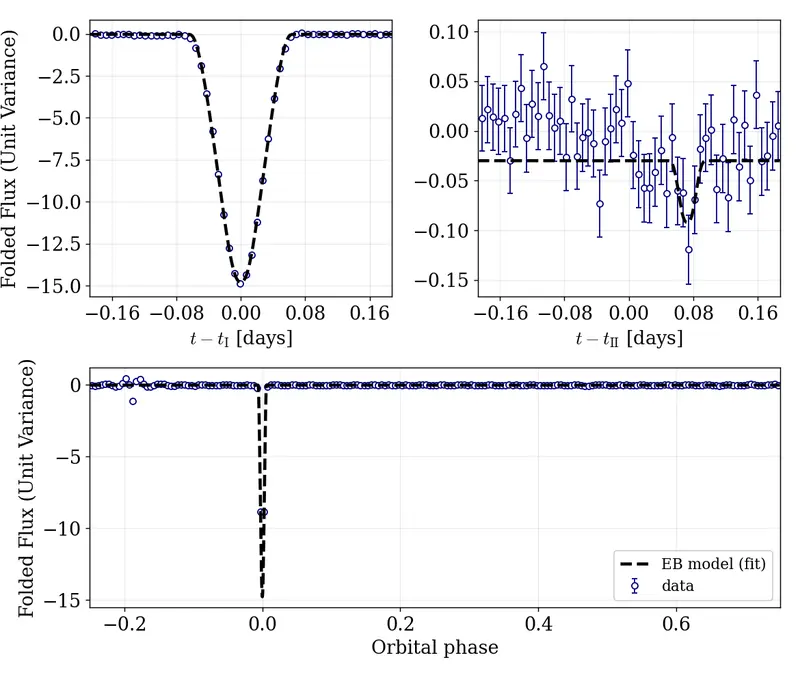 Folded Flux (Unit Variance)
0.0
−2.5
−5.0
−7.5
−10.0
−12.5
−15.0
−0.16 −0.08 0.00 0.08 0.16
t − tI [days]
0.10
0.05
0.00
−0.05
−0.10
−0.15
−0.16 −0.08 0.00 0.08 0.16
t − tII [days]
Folded Flux (Unit Variance)
0
−5
−10
−15
EB model (fit)
data
−0.2 0.0 0.2 0.4 0.6
Orbital phase